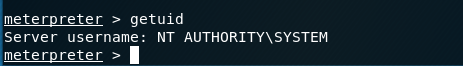 meterpreter > getuid
Server username: NT AUTHORITY\SYSTEM
meterpreter >